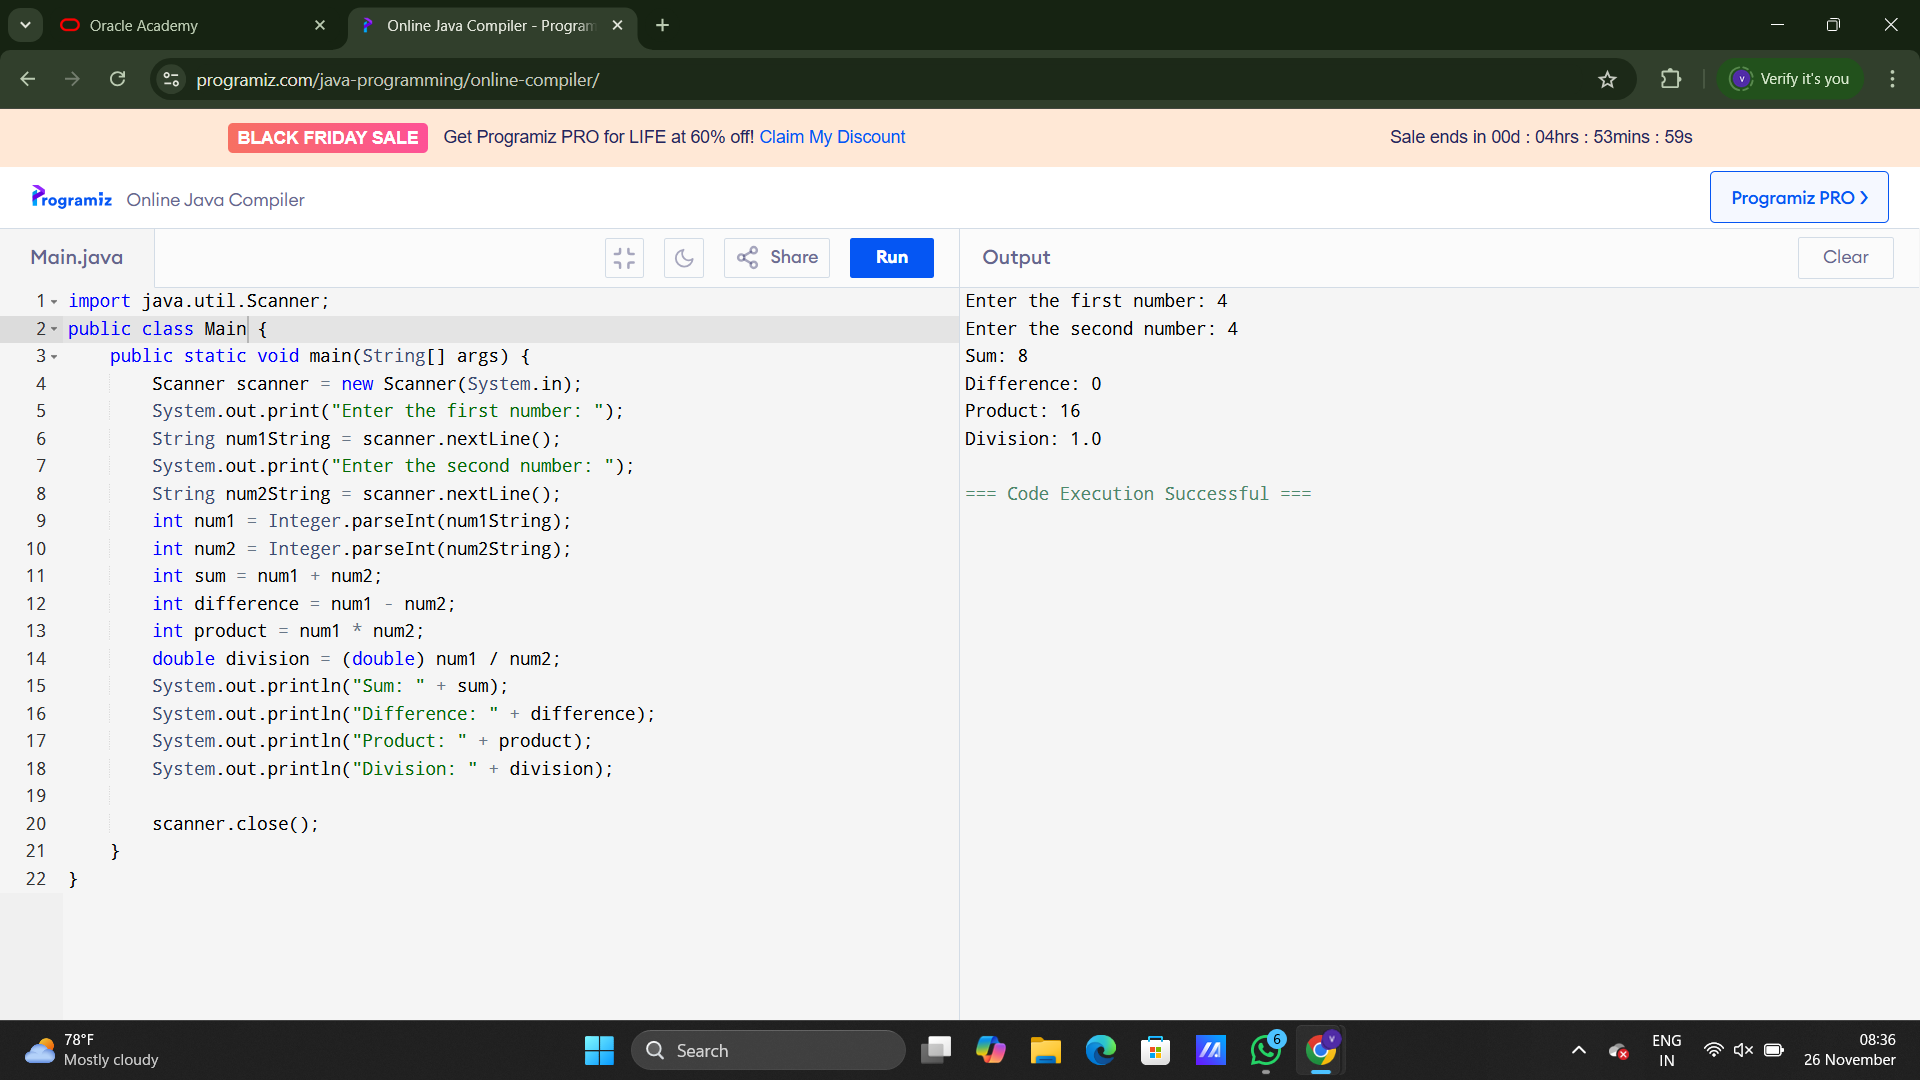 Oracle Academy
Online Java Compiler - Program
programiz.com/java-programming/online-compiler/
Verify it's you
BLACK FRIDAY SALE Get Programiz PRO for LIFE at 60% off! Claim My Discount
Sale ends in 00d : 04hrs : 53mins : 59s
Programiz Online Java Compiler
Programiz PRO >
Main.java
Share
Run
Output
Clear
1 import java.util.Scanner;
2 public class Main {
3 public static void main(String[] args) {
4 Scanner scanner = new Scanner(System.in);
5 System.out.print("Enter the first number: ");
6 String num1String = scanner.nextLine();
7 System.out.print("Enter the second number: ");
8 String num2String = scanner.nextLine();
9 int num1 = Integer.parseInt(num1String);
10 int num2 = Integer.parseInt(num2String);
11 int sum = num1 + num2;
12 int difference = num1 - num2;
13 int product = num1 * num2;
14 double division = (double) num1 / num2;
15 System.out.println("Sum: " + sum);
16 System.out.println("Difference: " + difference);
17 System.out.println("Product: " + product);
18 System.out.println("Division: " + division);
19
20 scanner.close();
21 }
22 }
Enter the first number: 4
Enter the second number: 4
Sum: 8
Difference: 0
Product: 16
Division: 1.0
=== Code Execution Successful ===
78°F
Mostly cloudy
Search
6
V
ENG
IN
08:36
26 November